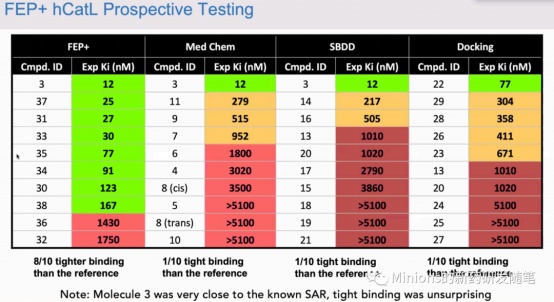 FEP+ hCatL Prospective Testing
FEP+ Med Chem SBDD Docking
Cmpd. ID Exp Ki (nM) Cmpd. ID Exp Ki (nM) Cmpd. ID Exp Ki (nM) Cmpd. ID Exp Ki (nM)
3 12 3 12 3 12 22 77
37 25 11 279 14 217 29 304
31 27 9 515 16 505 28 358
33 30 7 952 13 1010 26 411
35 77 6 1800 20 1020 23 671
34 91 4 3020 17 2790 13 1010
30 123 8 (cis) 3500 15 3860 20 1020
38 167 5 >5100 18 >5100 24 5100
36 1430 8 (trans) >5100 19 >5100 25 >5100
32 1750 10 >5100 21 >5100 27 >5100
8/10 tighter binding 1/10 tight binding 1/10 tight binding 1/10 tight binding
than the reference than the reference than the reference than the reference
Minions的新药研发随笔
Note: Molecule 3 was very close to the known SAR, tight binding was unsurprising